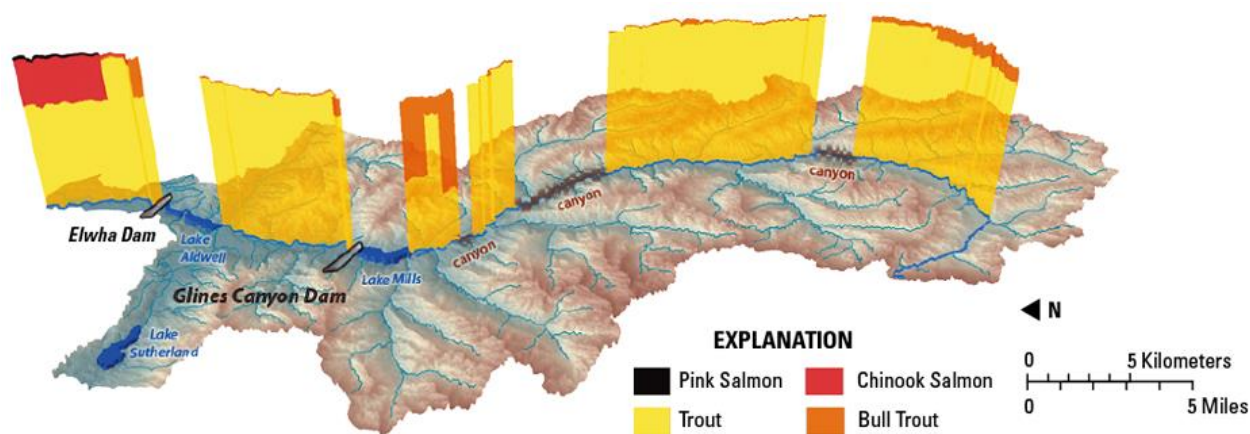 Elwha Dam
Lake
Aldwell
Glines Canyon Dam
Lake Mills
Lake
Sutherland
canyon
canyon
canyon
N
EXPLANATION
Pink Salmon
Chinook Salmon
Trout
Bull Trout
0 5 Kilometers
0 5 Miles